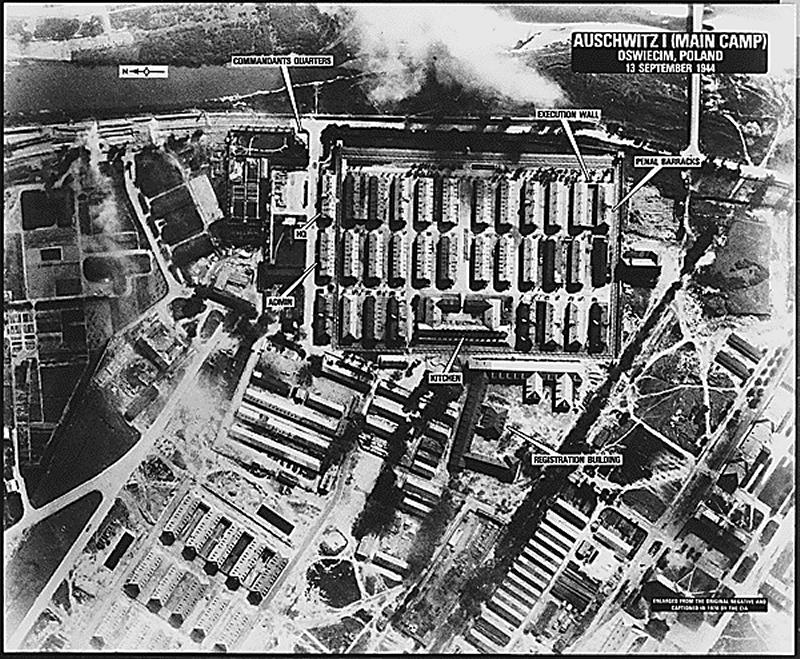 AUSCHWITZ I (MAIN CAMP)
OSWIECIM, POLAND
13 SEPTEMBER 1944
COMMANDANTS QUARTERS
N
EXECUTION WALL
PENAL BARRACKS
HQ
ADMIN
KITCHEN
REGISTRATION BUILDING
ENLARGED FROM THE ORIGINAL NEGATIVE AND
CAPTIONED IN 1978 BY THE CIA